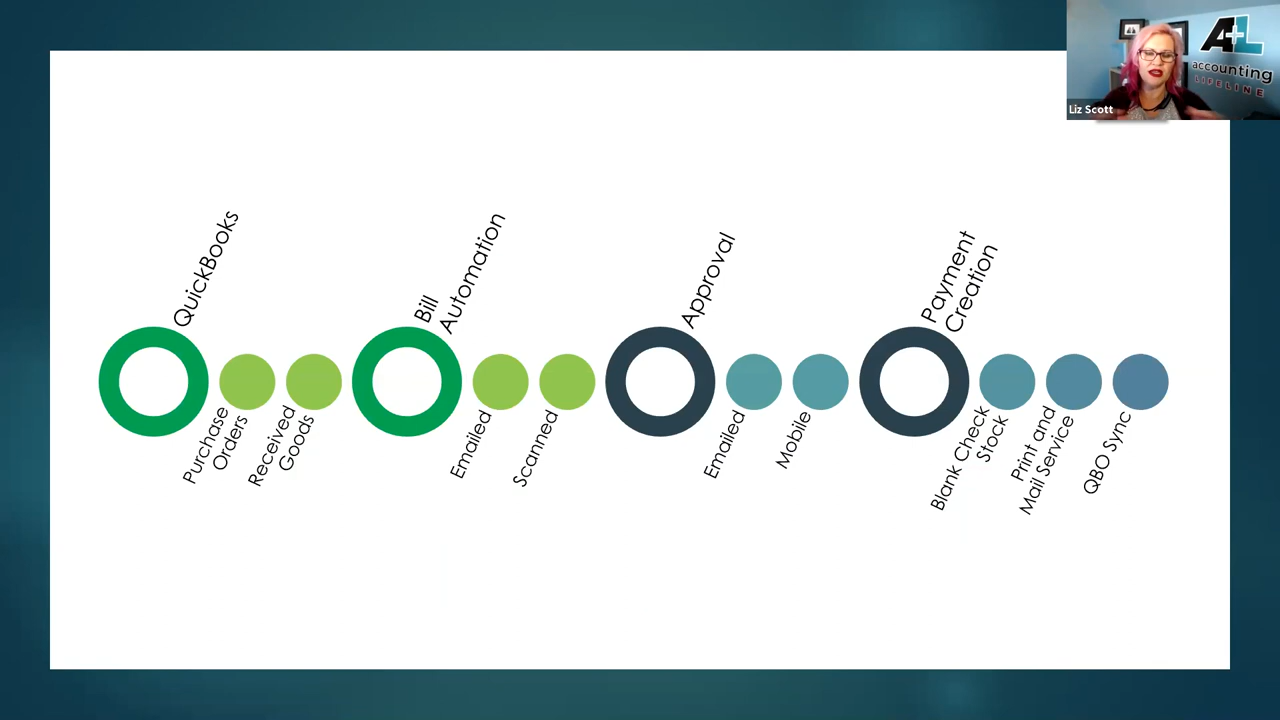 A+L
accounting
LIFELINE
Liz Scott
QuickBooks
Purchase
Orders
Received
Goods
Bill
Automation
Emailed
Scanned
Approval
Emailed
Mobile
Payment
Creation
Blank Check
Stock
Print and
Mail Service
QBO Sync